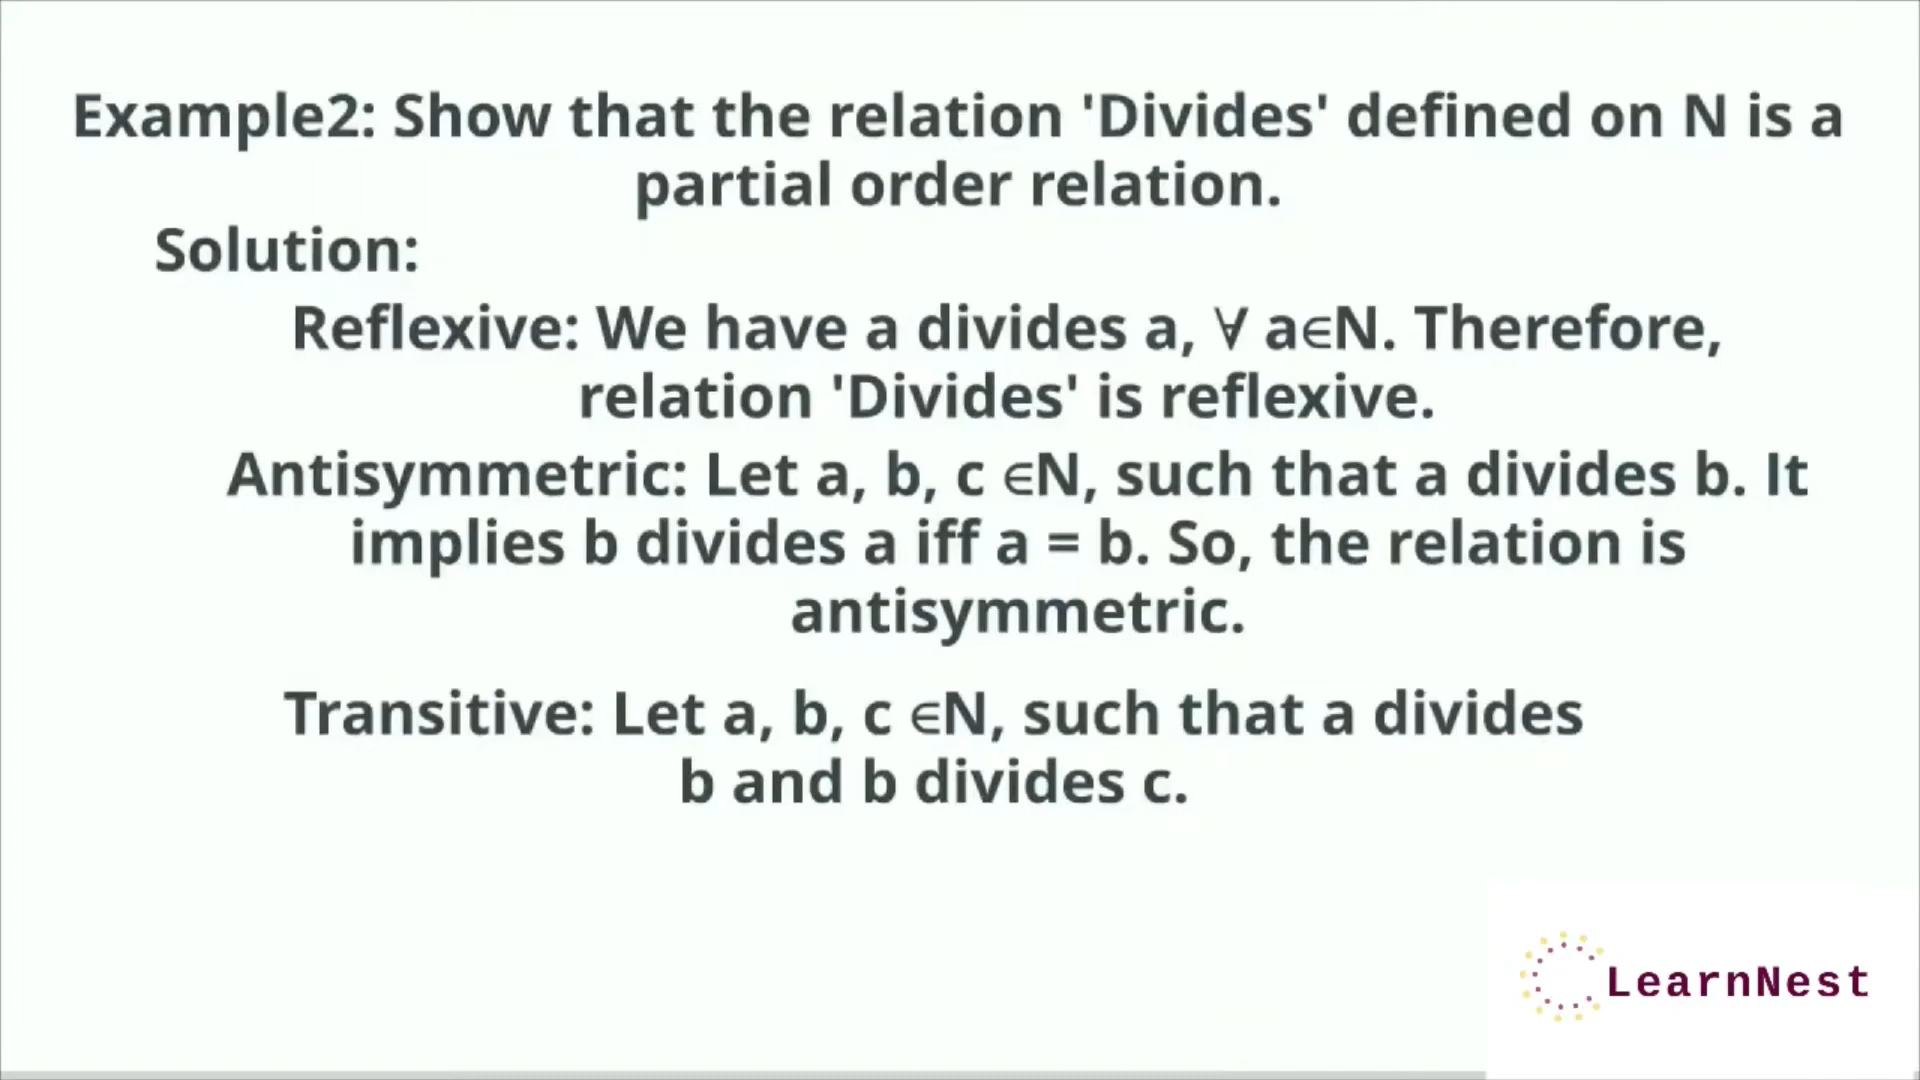 Example2: Show that the relation 'Divides' defined on N is a
partial order relation.
Solution:
Reflexive: We have a divides a, ∀ a∈N. Therefore,
relation 'Divides' is reflexive.
Antisymmetric: Let a, b, c ∈N, such that a divides b. It
implies b divides a iff a = b. So, the relation is
antisymmetric.
Transitive: Let a, b, c ∈N, such that a divides
b and b divides c.
LearnNest